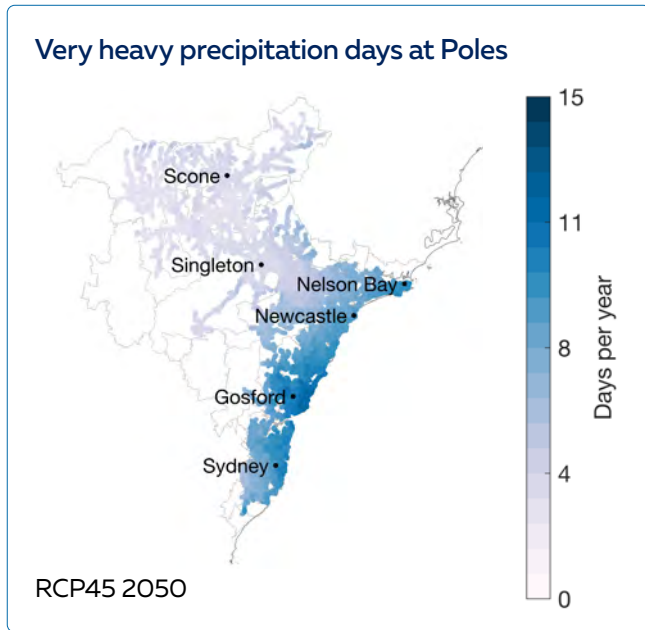 Very heavy precipitation days at Poles
15
Scone
11
Singleton
Nelson Bay
Newcastle
8
Days per year
Gosford
4
Sydney
RCP45 2050
0